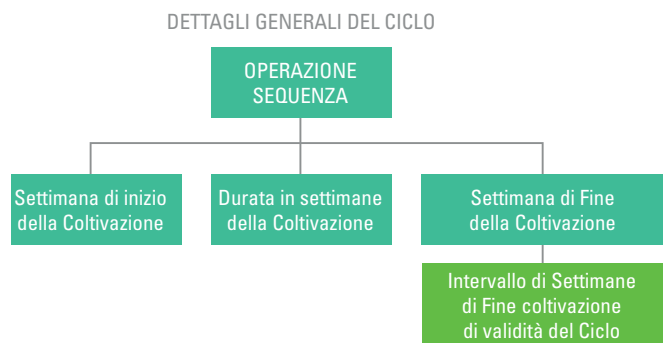 DETTAGLI GENERALI DEL CICLO
OPERAZIONE
SEQUENZA
Settimana di inizio
della Coltivazione
Durata in settimane
della Coltivazione
Settimana di Fine
della Coltivazione
Intervallo di Settimane
di Fine coltivazione
di validità del Ciclo